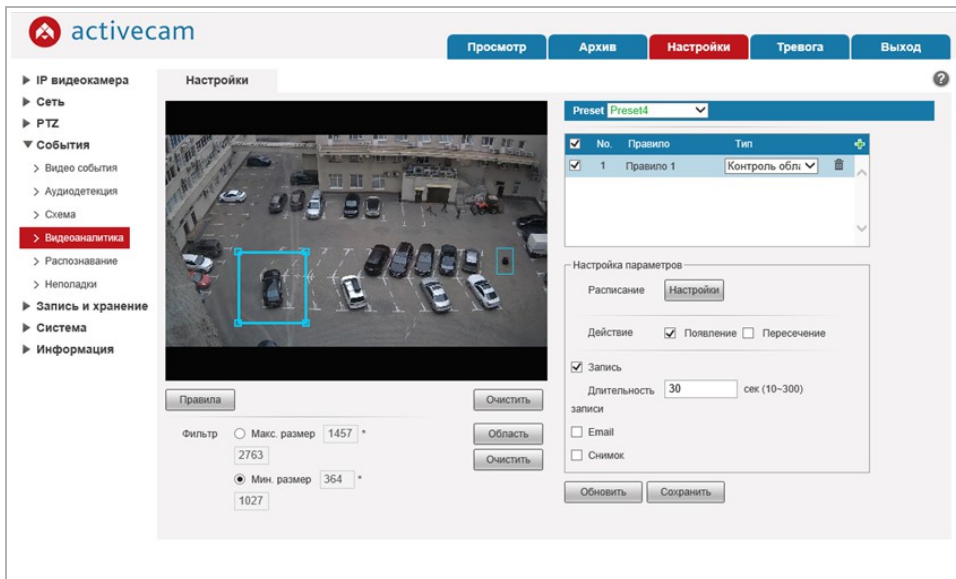 activecam
Просмотр Архив Настройки Тревога Выход
IP видеокамера
Сеть
PTZ
События
Видео события
Аудиодетекция
Схема
Видеоаналитика
Распознавание
Неполадки
Запись и хранение
Система
Информация
Настройки
?
Правила Очистить
Фильтр Макс. размер 1457 *
2763
Область
Очистить
Мин. размер 364 *
1027
Preset Preset4
No. Правило Тип
1 Правило 1 Контроль обла
Настройка параметров
Расписание Настройки
Действие Появление Пересечение
Запись
Длительность 30 сек (10~300)
записи
Email
Снимок
Обновить Сохранить